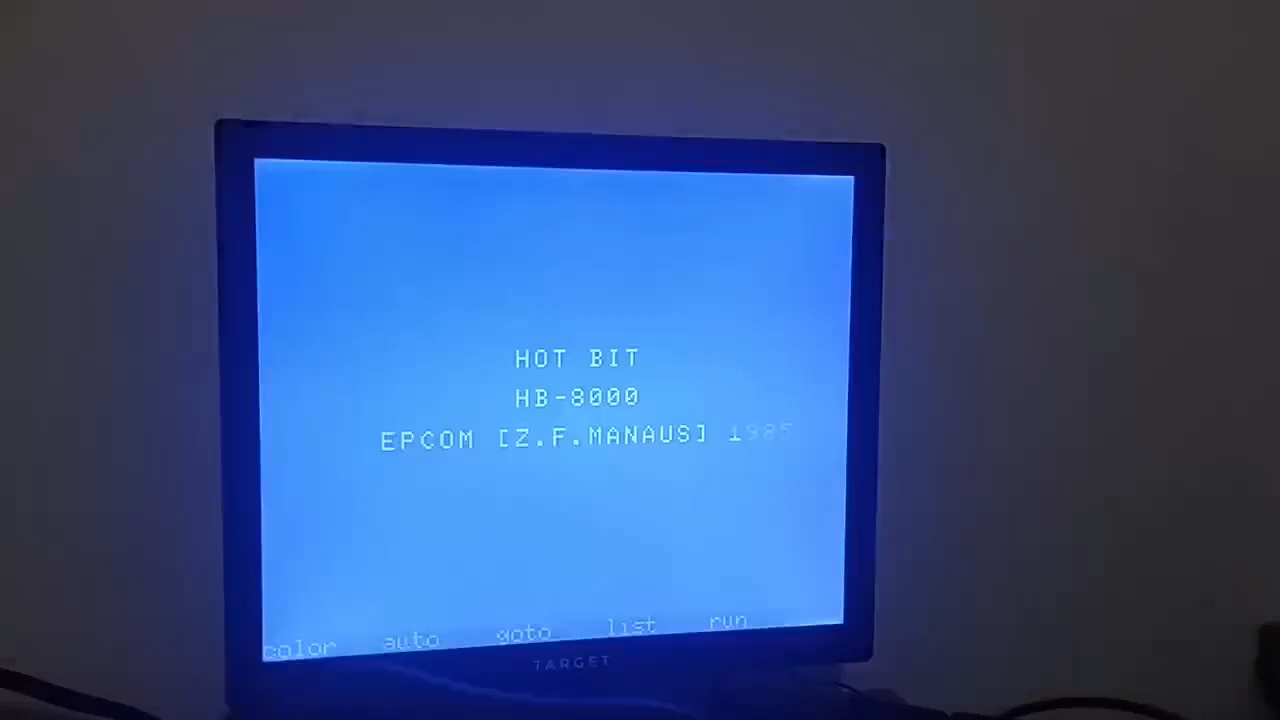 HOT BIT
HB-8000
EPCOM [Z.F.MANAUS] 1985
color auto goto list run
TARGET